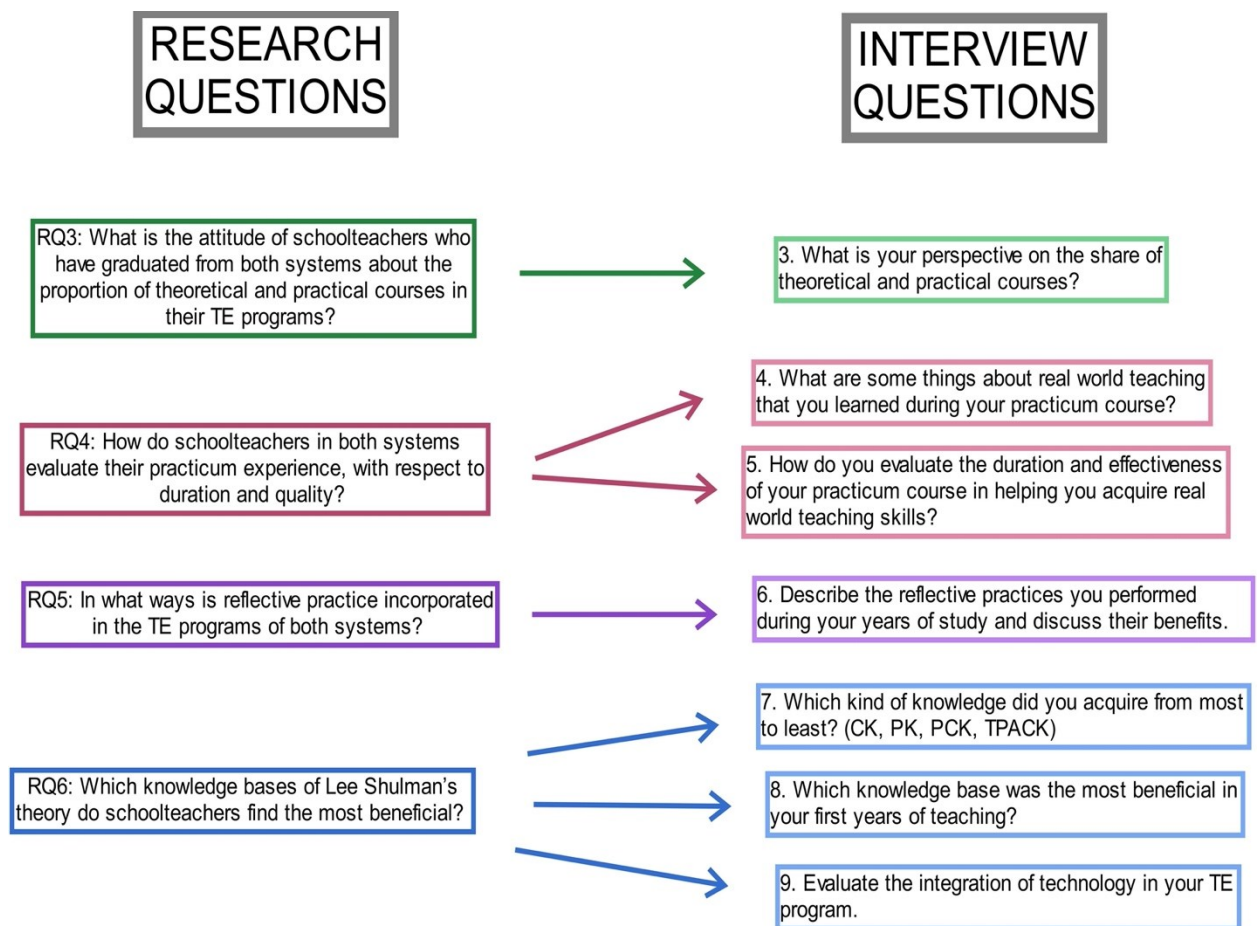 RESEARCH
QUESTIONS
INTERVIEW
QUESTIONS
RQ3: What is the attitude of schoolteachers who
have graduated from both systems about the
proportion of theoretical and practical courses in
their TE programs?
3. What is your perspective on the share of
theoretical and practical courses?
RQ4: How do schoolteachers in both systems
evaluate their practicum experience, with respect to
duration and quality?
4. What are some things about real world teaching
that you learned during your practicum course?
5. How do you evaluate the duration and effectiveness
of your practicum course in helping you acquire real
world teaching skills?
RQ5: In what ways is reflective practice incorporated
in the TE programs of both systems?
6. Describe the reflective practices you performed
during your years of study and discuss their benefits.
RQ6: Which knowledge bases of Lee Shulman's
theory do schoolteachers find the most beneficial?
7. Which kind of knowledge did you acquire from most
to least? (CK, PK, PCK, TPACK)
8. Which knowledge base was the most beneficial in
your first years of teaching?
9. Evaluate the integration of technology in your TE
program.